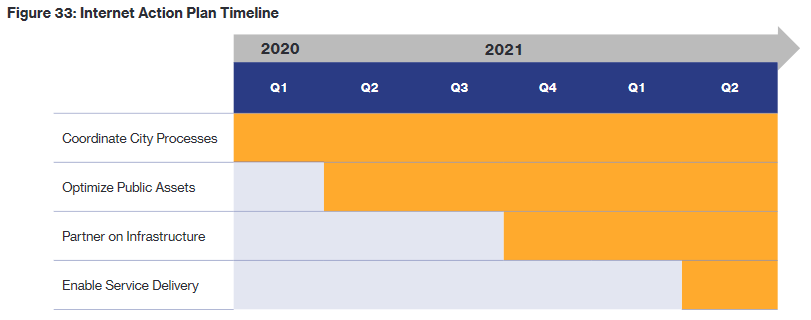 Figure 33: Internet Action Plan Timeline
2020 2021
Q1 Q2 Q3 Q4 Q1 Q2
Coordinate City Processes
Optimize Public Assets
Partner on Infrastructure
Enable Service Delivery